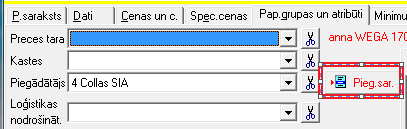 P.saraksts Dati Cenas un c. Spec.cenas Pap.grupas un atribūti Minimu
Preces tara anna WEGA 170
Kastes
Piegādātājs 4 Collas SIA Pieg.sar.
Loģistikas
nodrošināt.